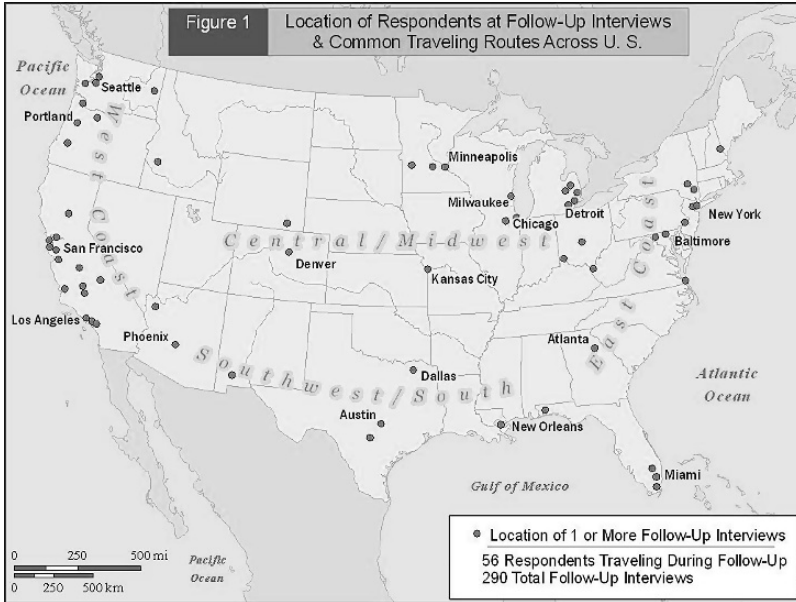 Figure 1
Location of Respondents at Follow-Up Interviews
& Common Traveling Routes Across U. S.
Pacific
Ocean
Seattle
Portland
West Coast
Minneapolis
Milwaukee
Chicago
Detroit
New York
Baltimore
East Coast
San Francisco
Central/Midwest
Denver
Kansas City
Los Angeles
Phoenix
Atlanta
Southwest/South
Dallas
Atlantic
Ocean
Austin
New Orleans
Miami
Gulf of Mexico
Pacific
Ocean
0 250 500 mi
0 250 500 km
Location of 1 or More Follow-Up Interviews
56 Respondents Traveling During Follow-Up
290 Total Follow-Up Interviews